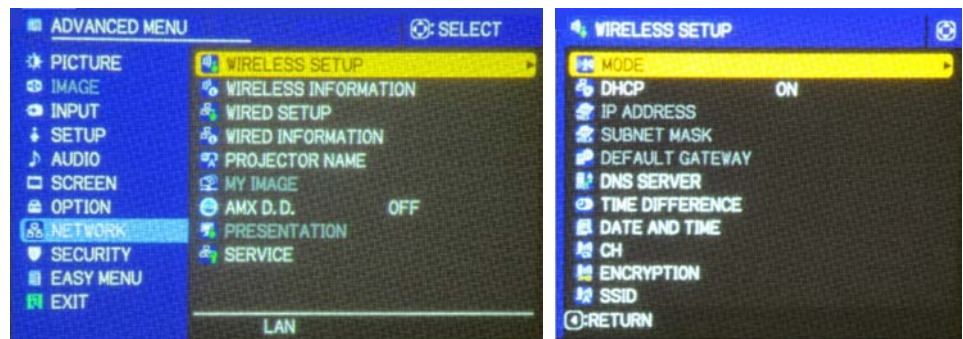 ADVANCED MENU
: SELECT
PICTURE
IMAGE
INPUT
SETUP
AUDIO
SCREEN
OPTION
NETWORK
SECURITY
EASY MENU
EXIT
WIRELESS SETUP
WIRELESS INFORMATION
WIRED SETUP
WIRED INFORMATION
PROJECTOR NAME
MY IMAGE
AMX D.D. OFF
PRESENTATION
SERVICE
LAN
WIRELESS SETUP
MODE
DHCP ON
IP ADDRESS
SUBNET MASK
DEFAULT GATEWAY
DNS SERVER
TIME DIFFERENCE
DATE AND TIME
CH
ENCRYPTION
SSID
:RETURN